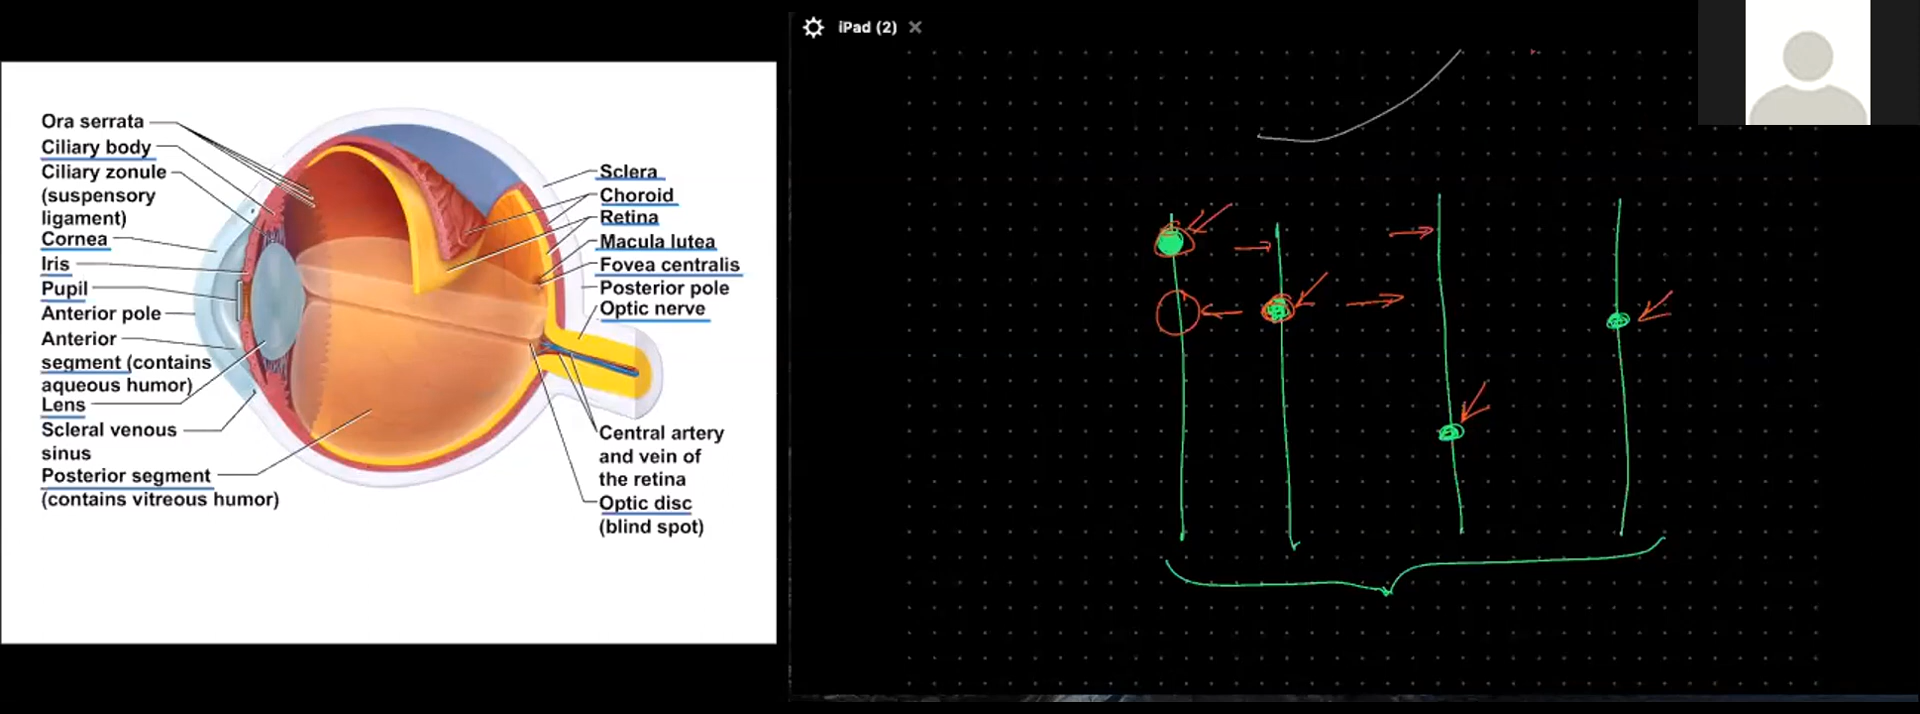 iPad (2)
Ora serrata
Ciliary body
Ciliary zonule
(suspensory
ligament)
Cornea
Iris
Pupil
Anterior pole
Anterior
segment (contains
aqueous humor)
Lens
Scleral venous
sinus
Posterior segment
(contains vitreous humor)
Sclera
Choroid
Retina
Macula lutea
Fovea centralis
Posterior pole
Optic nerve
Central artery
and vein of
the retina
Optic disc
(blind spot)